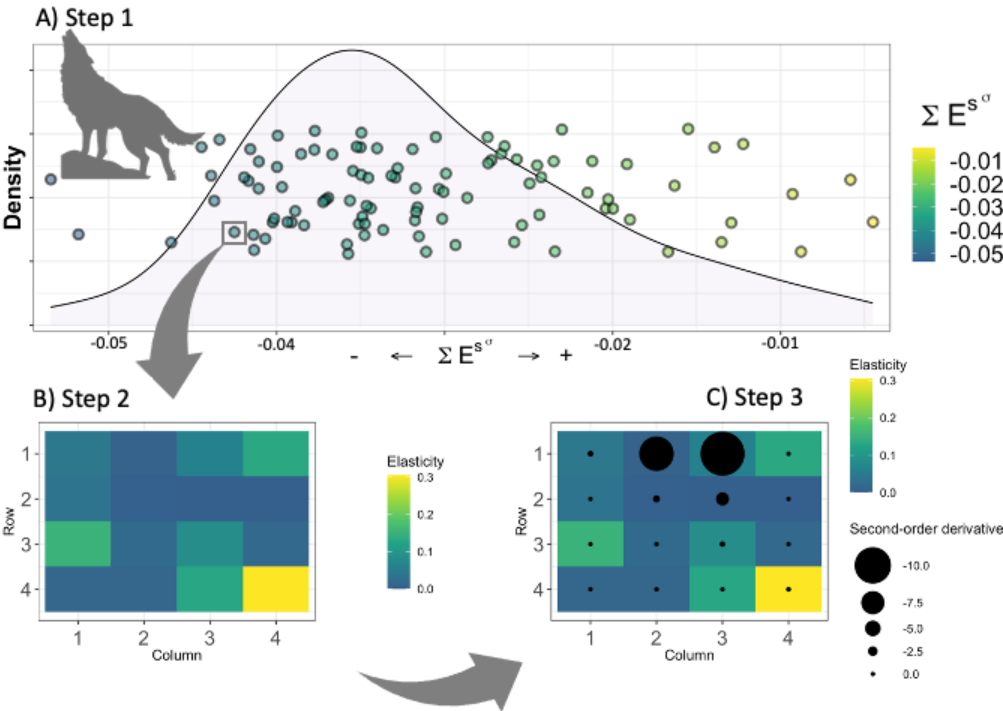 A) Step 1
Density
Σ E^s^σ
-0.01
-0.02
-0.03
-0.04
-0.05
-0.05
-0.04
-0.02
-0.01
- ← Σ E^s^σ → +
B) Step 2
Row
1
2
3
4
1
2
3
4
Column
Elasticity
0.3
0.2
0.1
0.0
C) Step 3
Row
1
2
3
4
1
2
3
4
Column
Elasticity
0.3
0.2
0.1
0.0
Second-order derivative
-10.0
-7.5
-5.0
-2.5
0.0